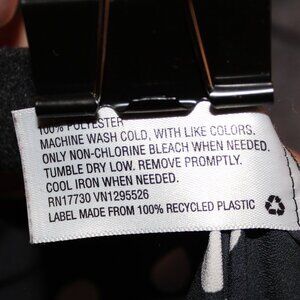 100% POLYESTER
MACHINE WASH COLD, WITH LIKE COLORS.
ONLY NON-CHLORINE BLEACH WHEN NEEDED.
TUMBLE DRY LOW. REMOVE PROMPTLY.
COOL IRON WHEN NEEDED.
RN17730 VN1295526
LABEL MADE FROM 100% RECYCLED PLASTIC